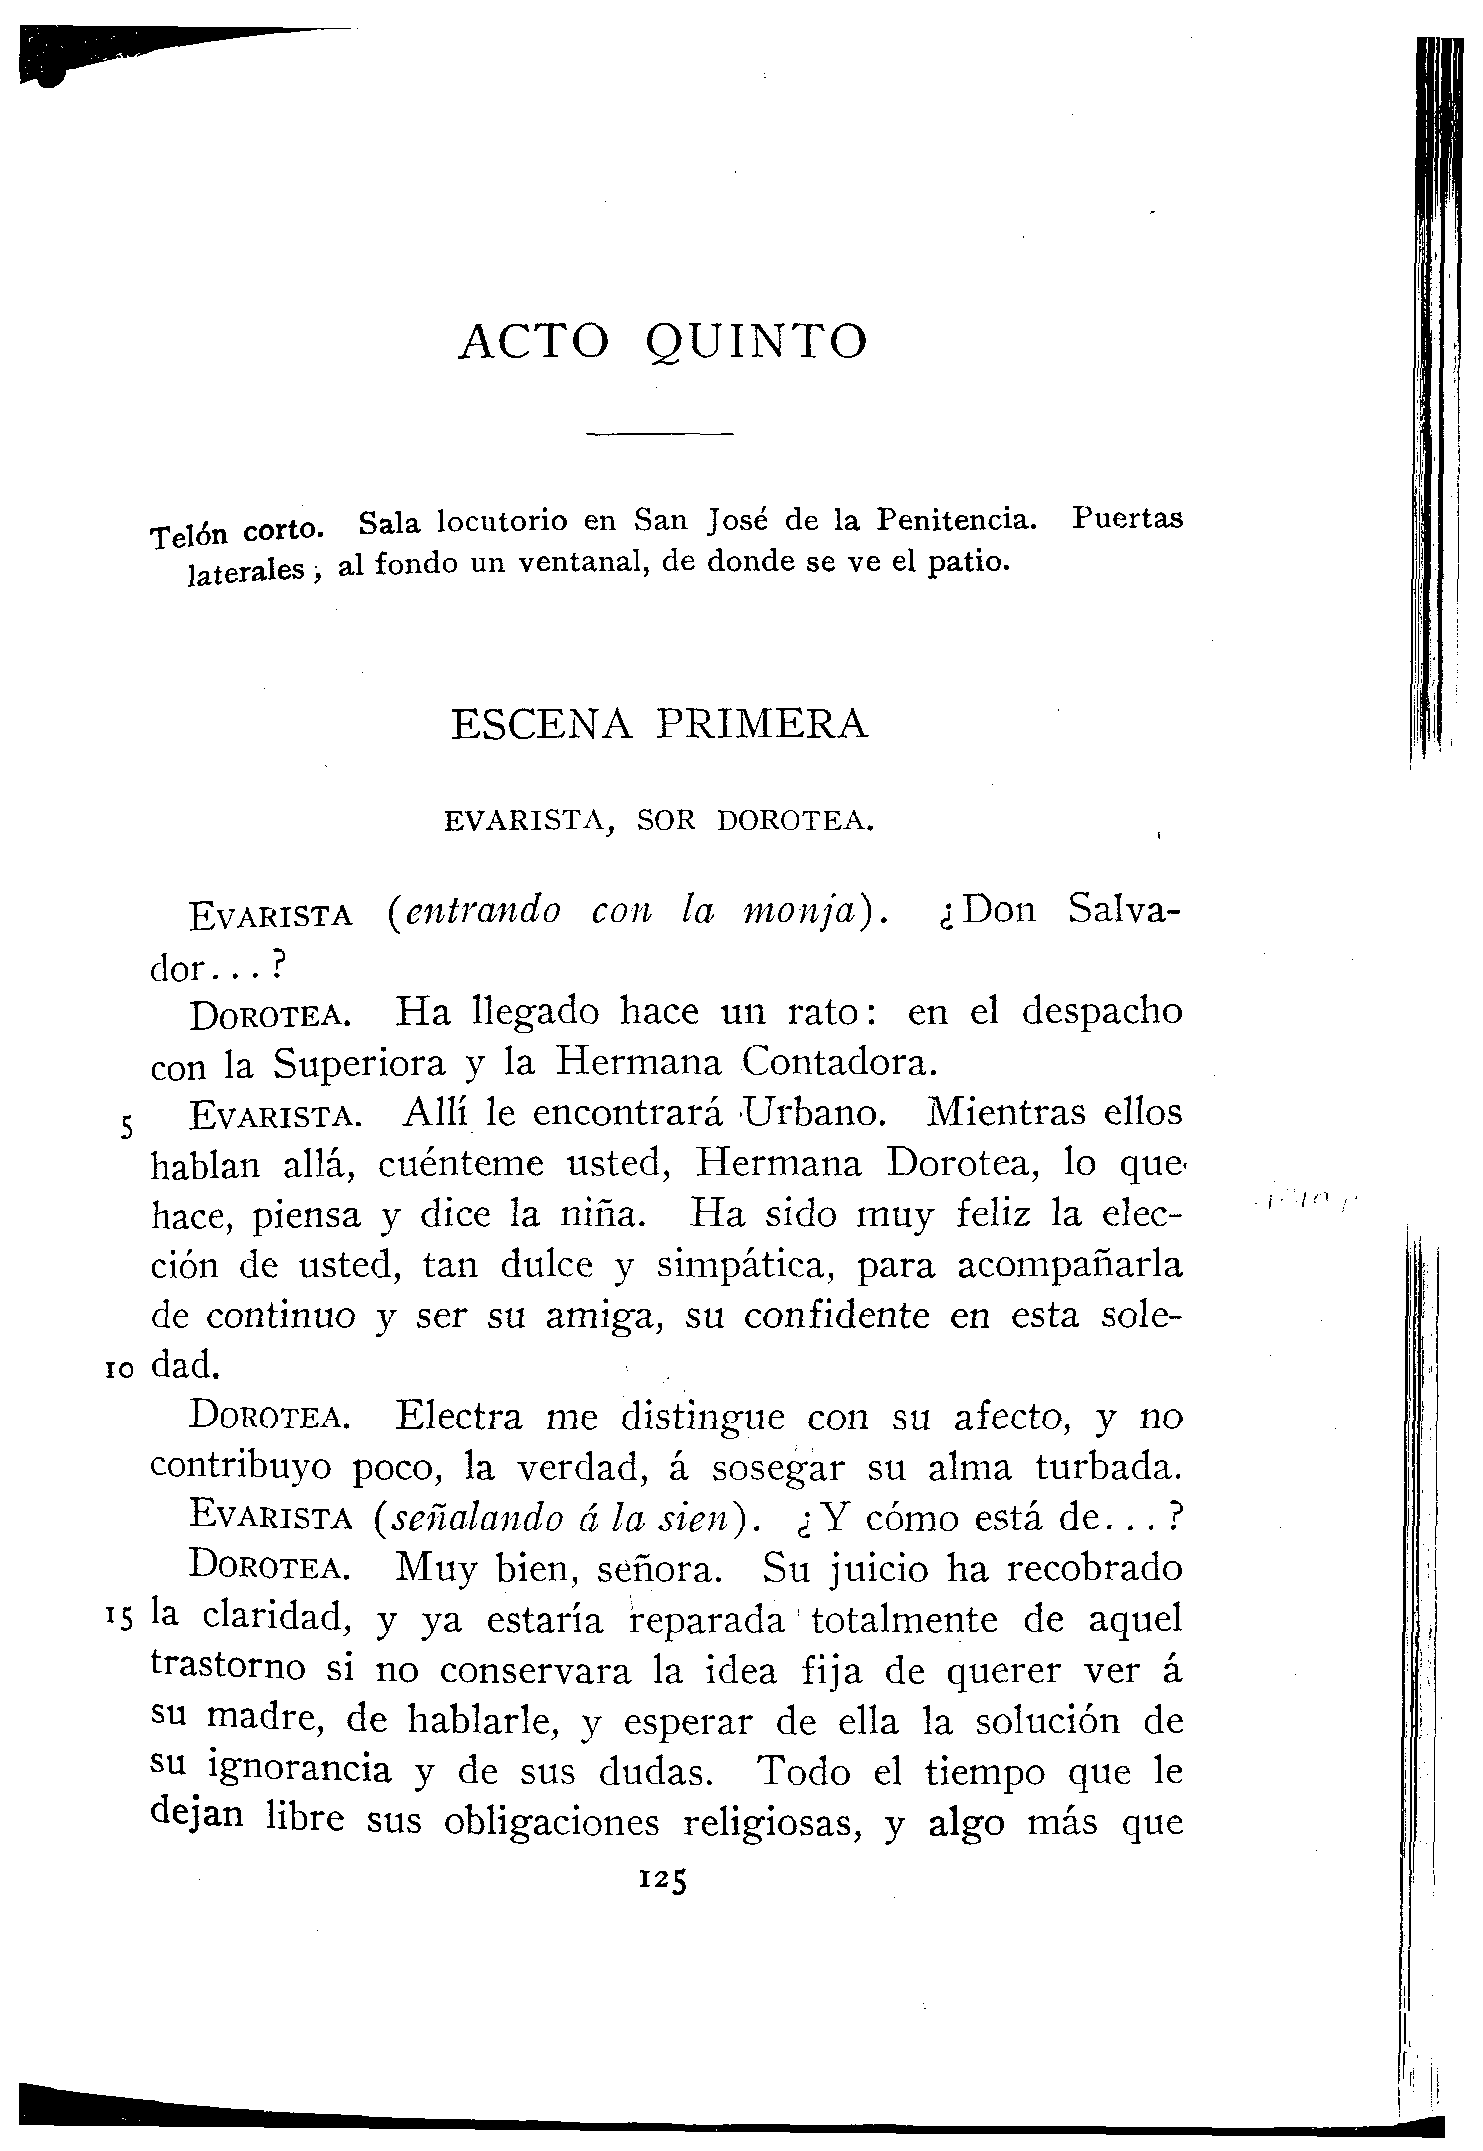 ACTO QUINTO
Telón corto. Sala locutorio en San José de la Penitencia. Puertas
laterales; al fondo un ventanal, de donde se ve el patio.
ESCENA PRIMERA
EVARISTA, SOR DOROTEA.
EVARISTA (entrando con la monja). ¿Don Salva-
dor...?
DOROTEA. Ha llegado hace un rato: en el despacho
con la Superiora y la Hermana Contadora.
5 EVARISTA. Allí le encontrará Urbano. Mientras ellos
hablan allá, cuénteme usted, Hermana Dorotea, lo que
hace, piensa y dice la niña. Ha sido muy feliz la elec-
ción de usted, tan dulce y simpática, para acompañarla
de continuo y ser su amiga, su confidente en esta sole-
10 dad.
DOROTEA. Electra me distingue con su afecto, y no
contribuyo poco, la verdad, á sosegar su alma turbada.
EVARISTA (señalando á la sien). ¿Y cómo está de...?
DOROTEA. Muy bien, señora. Su juicio ha recobrado
15 la claridad, y ya estaría reparada totalmente de aquel
trastorno si no conservara la idea fija de querer ver á
su madre, de hablarle, y esperar de ella la solución de
su ignorancia y de sus dudas. Todo el tiempo que le
dejan libre sus obligaciones religiosas, y algo más que
125